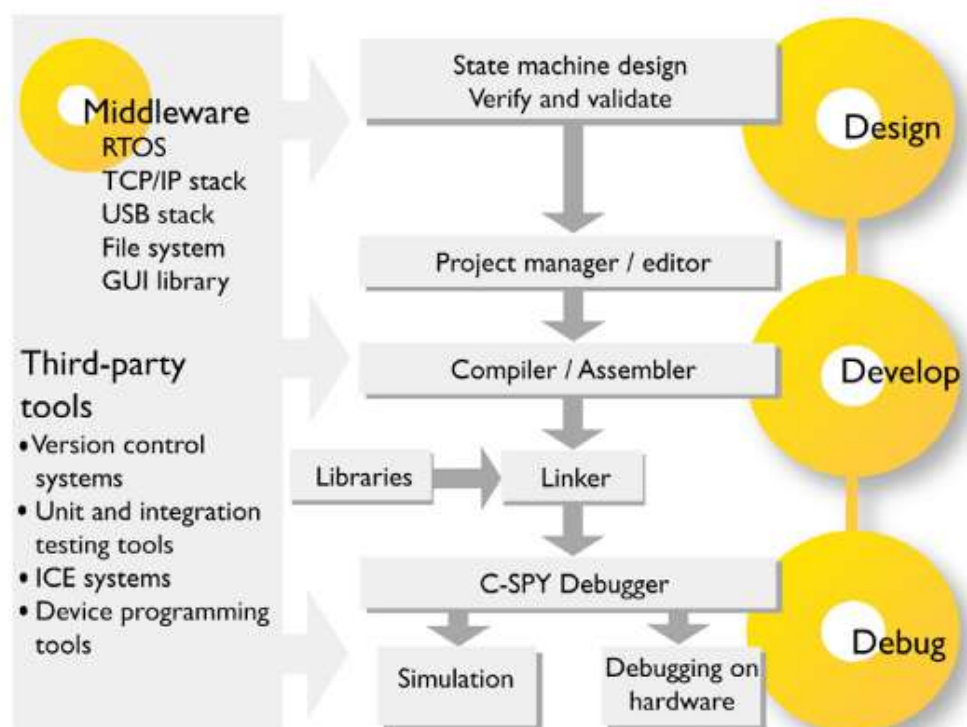 Middleware
RTOS
TCP/IP stack
USB stack
File system
GUI library
Third-party
tools
• Version control
systems
• Unit and integration
testing tools
• ICE systems
• Device programming
tools
State machine design
Verify and validate
Project manager / editor
Compiler / Assembler
Libraries
Linker
C-SPY Debugger
Simulation
Debugging on
hardware
Design
Develop
Debug